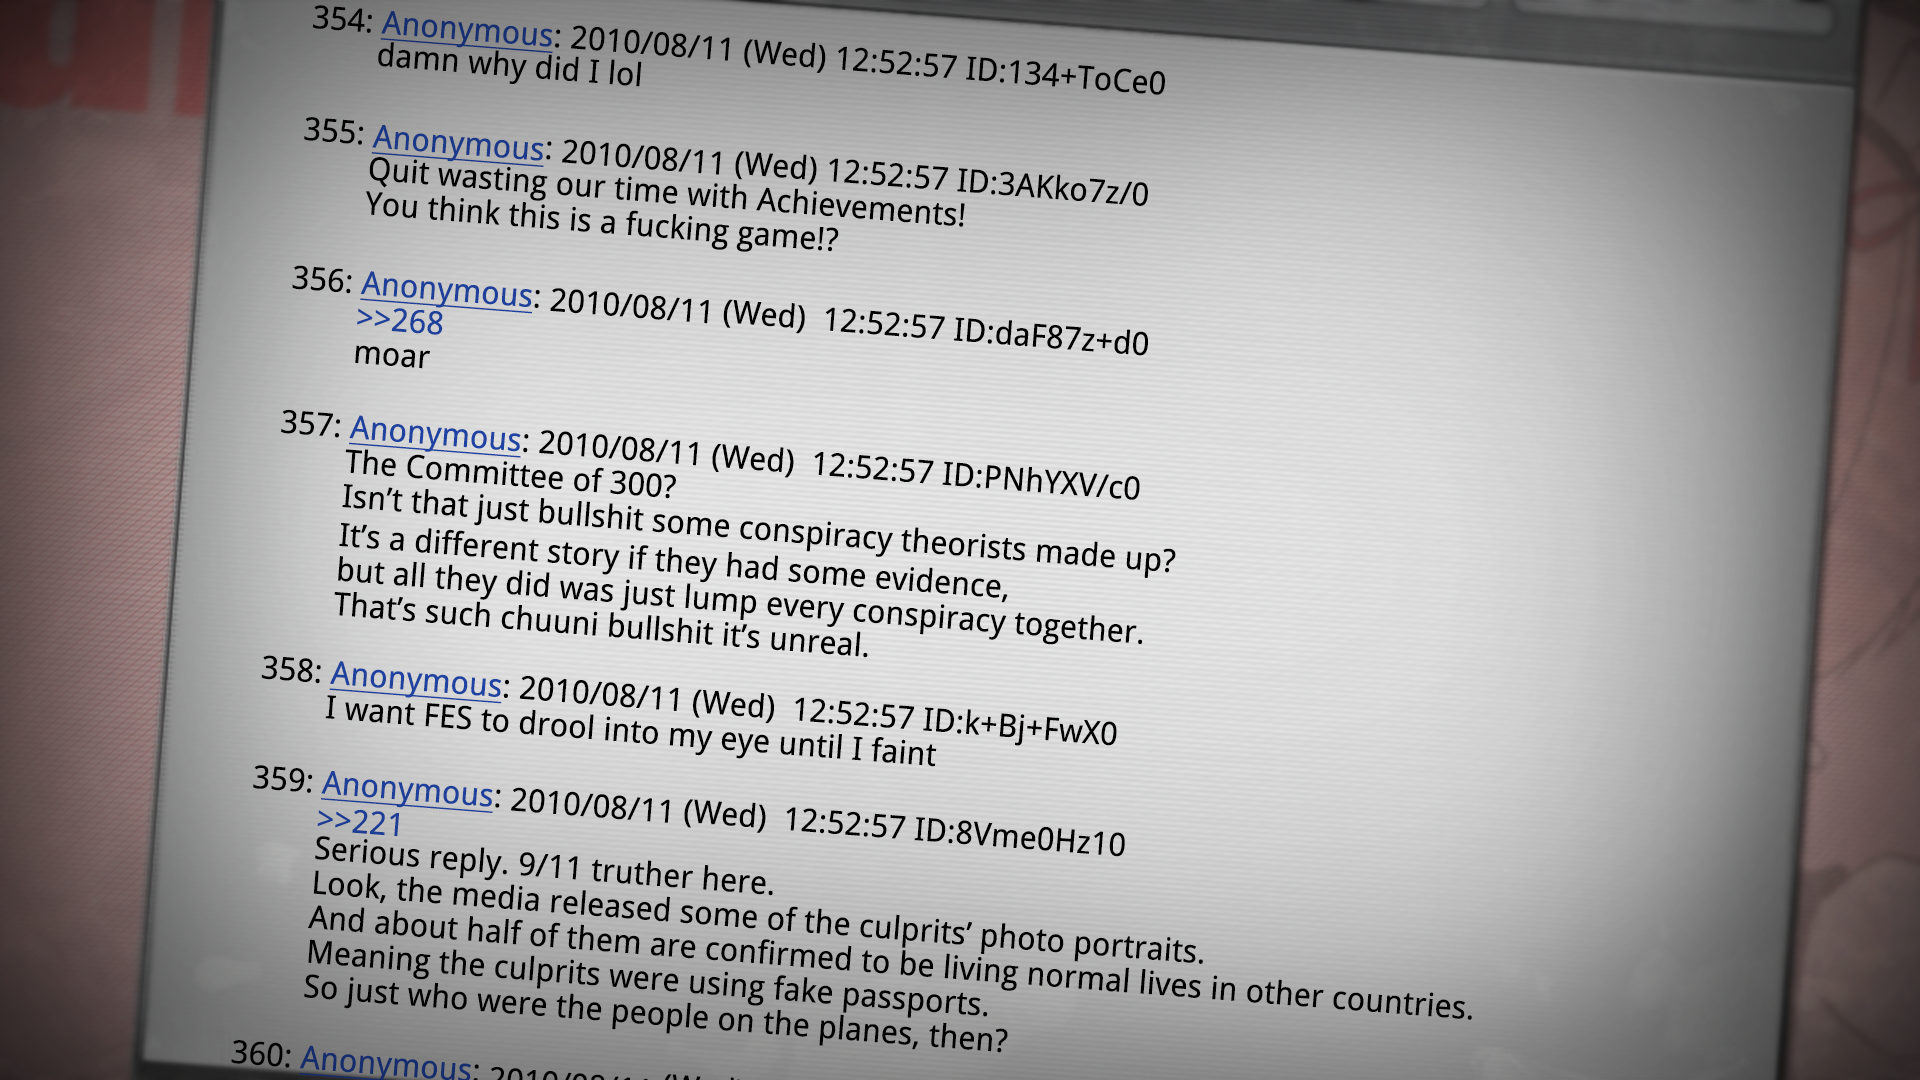 354: Anonymous: 2010/08/11 (Wed) 12:52:57 ID:134+ToCe0
damn why did I lol
355: Anonymous: 2010/08/11 (Wed) 12:52:57 ID:3AKko7z/0
Quit wasting our time with Achievements!
You think this is a fucking game!?
356: Anonymous: 2010/08/11 (Wed)  12:52:57 ID:daF87z+d0
>>268
moar
357: Anonymous: 2010/08/11 (Wed)  12:52:57 ID:PNhYXV/c0
The Committee of 300?
Isn’t that just bullshit some conspiracy theorists made up?
It’s a different story if they had some evidence,
but all they did was just lump every conspiracy together.
That’s such chuuni bullshit it’s unreal.
358: Anonymous: 2010/08/11 (Wed)  12:52:57 ID:k+Bj+FwX0
I want FES to drool into my eye until I faint
359: Anonymous: 2010/08/11 (Wed)  12:52:57 ID:8Vme0Hz10
>>221
Serious reply. 9/11 truther here.
Look, the media released some of the culprits’ photo portraits.
And about half of them are confirmed to be living normal lives in other countries.
Meaning the culprits were using fake passports.
So just who were the people on the planes, then?
360: Anonymous: